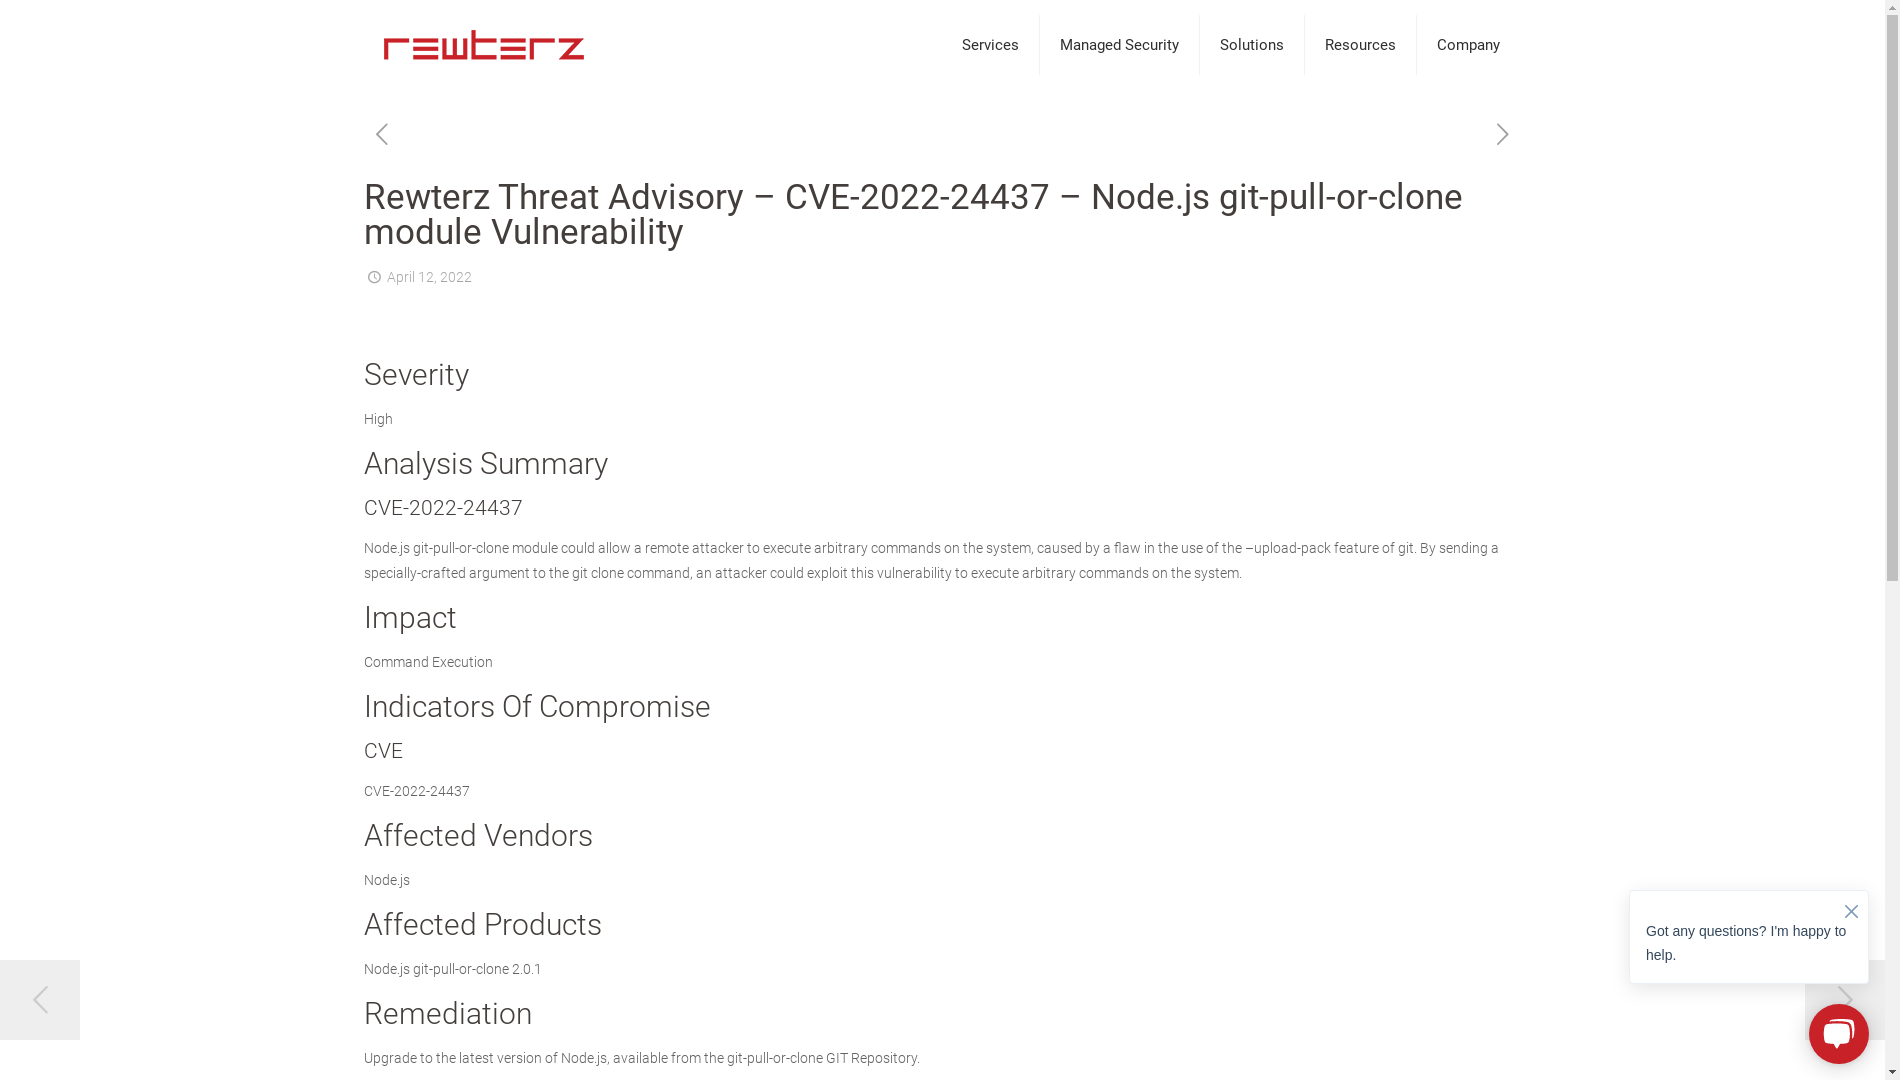 rewterz
Services
Managed Security
Solutions
Resources
Company
Rewterz Threat Advisory – CVE-2022-24437 – Node.js git-pull-or-clone
module Vulnerability
April 12, 2022
Severity
High
Analysis Summary
CVE-2022-24437
Node.js git-pull-or-clone module could allow a remote attacker to execute arbitrary commands on the system, caused by a flaw in the use of the –upload-pack feature of git. By sending a
specially-crafted argument to the git clone command, an attacker could exploit this vulnerability to execute arbitrary commands on the system.
Impact
Command Execution
Indicators Of Compromise
CVE
CVE-2022-24437
Affected Vendors
Node.js
Affected Products
Node.js git-pull-or-clone 2.0.1
Remediation
Upgrade to the latest version of Node.js, available from the git-pull-or-clone GIT Repository.
Got any questions? I'm happy to
help.